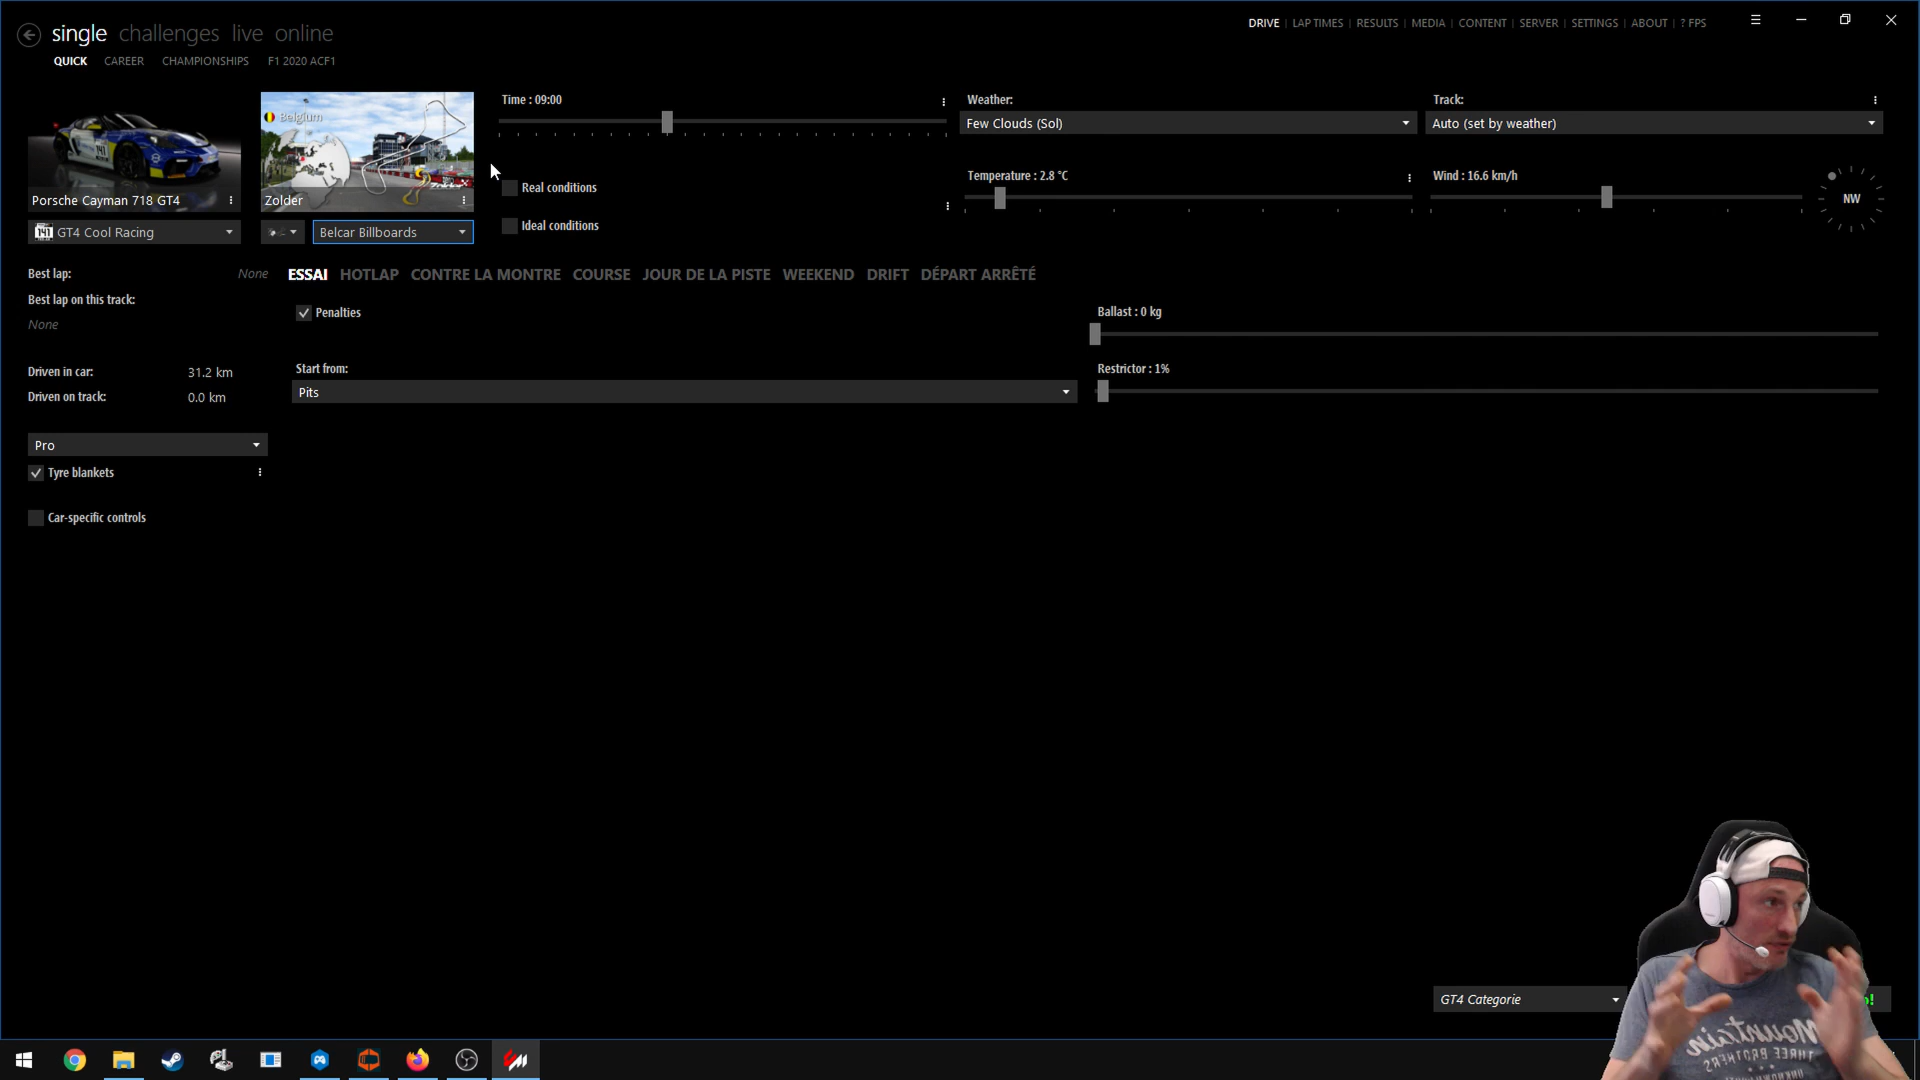 single challenges live online
DRIVE | LAP TIMES | RESULTS | MEDIA | CONTENT | SERVER | SETTINGS | ABOUT | ? FPS
QUICK CAREER CHAMPIONSHIPS F1 2020 ACF1
Belgium
Zolder
Porsche Cayman 718 GT4
Zolder
141 GT4 Cool Racing
Belcar Billboards
Time : 09:00
Real conditions
Ideal conditions
Weather:
Few Clouds (Sol)
Temperature : 2.8 °C
Track:
Auto (set by weather)
Wind : 16.6 km/h
NW
Best lap: None
Best lap on this track:
None
Driven in car: 31.2 km
Driven on track: 0.0 km
Pro
Tyre blankets
Car-specific controls
ESSAI HOTLAP CONTRE LA MONTRE COURSE JOUR DE LA PISTE WEEKEND DRIFT DÉPART ARRÊTÉ
Penalties
Start from:
Pits
Ballast : 0 kg
Restrictor : 1%
GT4 Categorie
Mountain
THREE BROTHERS